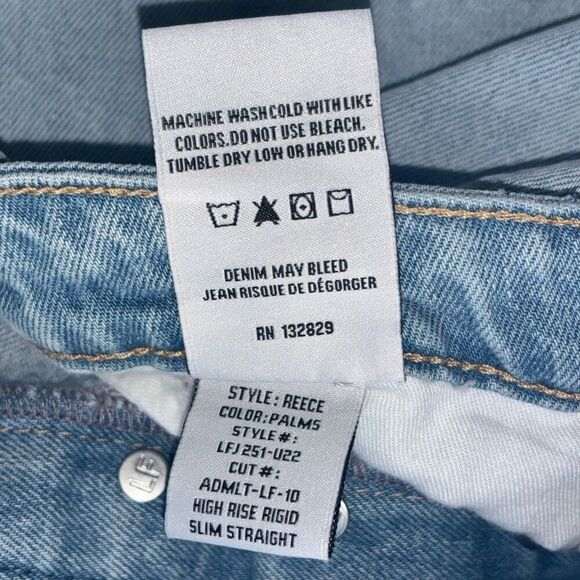 MACHINE WASH COLD WITH LIKE
COLORS. DO NOT USE BLEACH.
TUMBLE DRY LOW OR HANG DRY.
DENIM MAY BLEED
JEAN RISQUE DE DÉGORGER
RN 132829
STYLE: REECE
COLOR: PALMS
STYLE #:
LFJ 251-U22
CUT #:
ADMLT-LF-10
HIGH RISE RIGID
SLIM STRAIGHT
LF